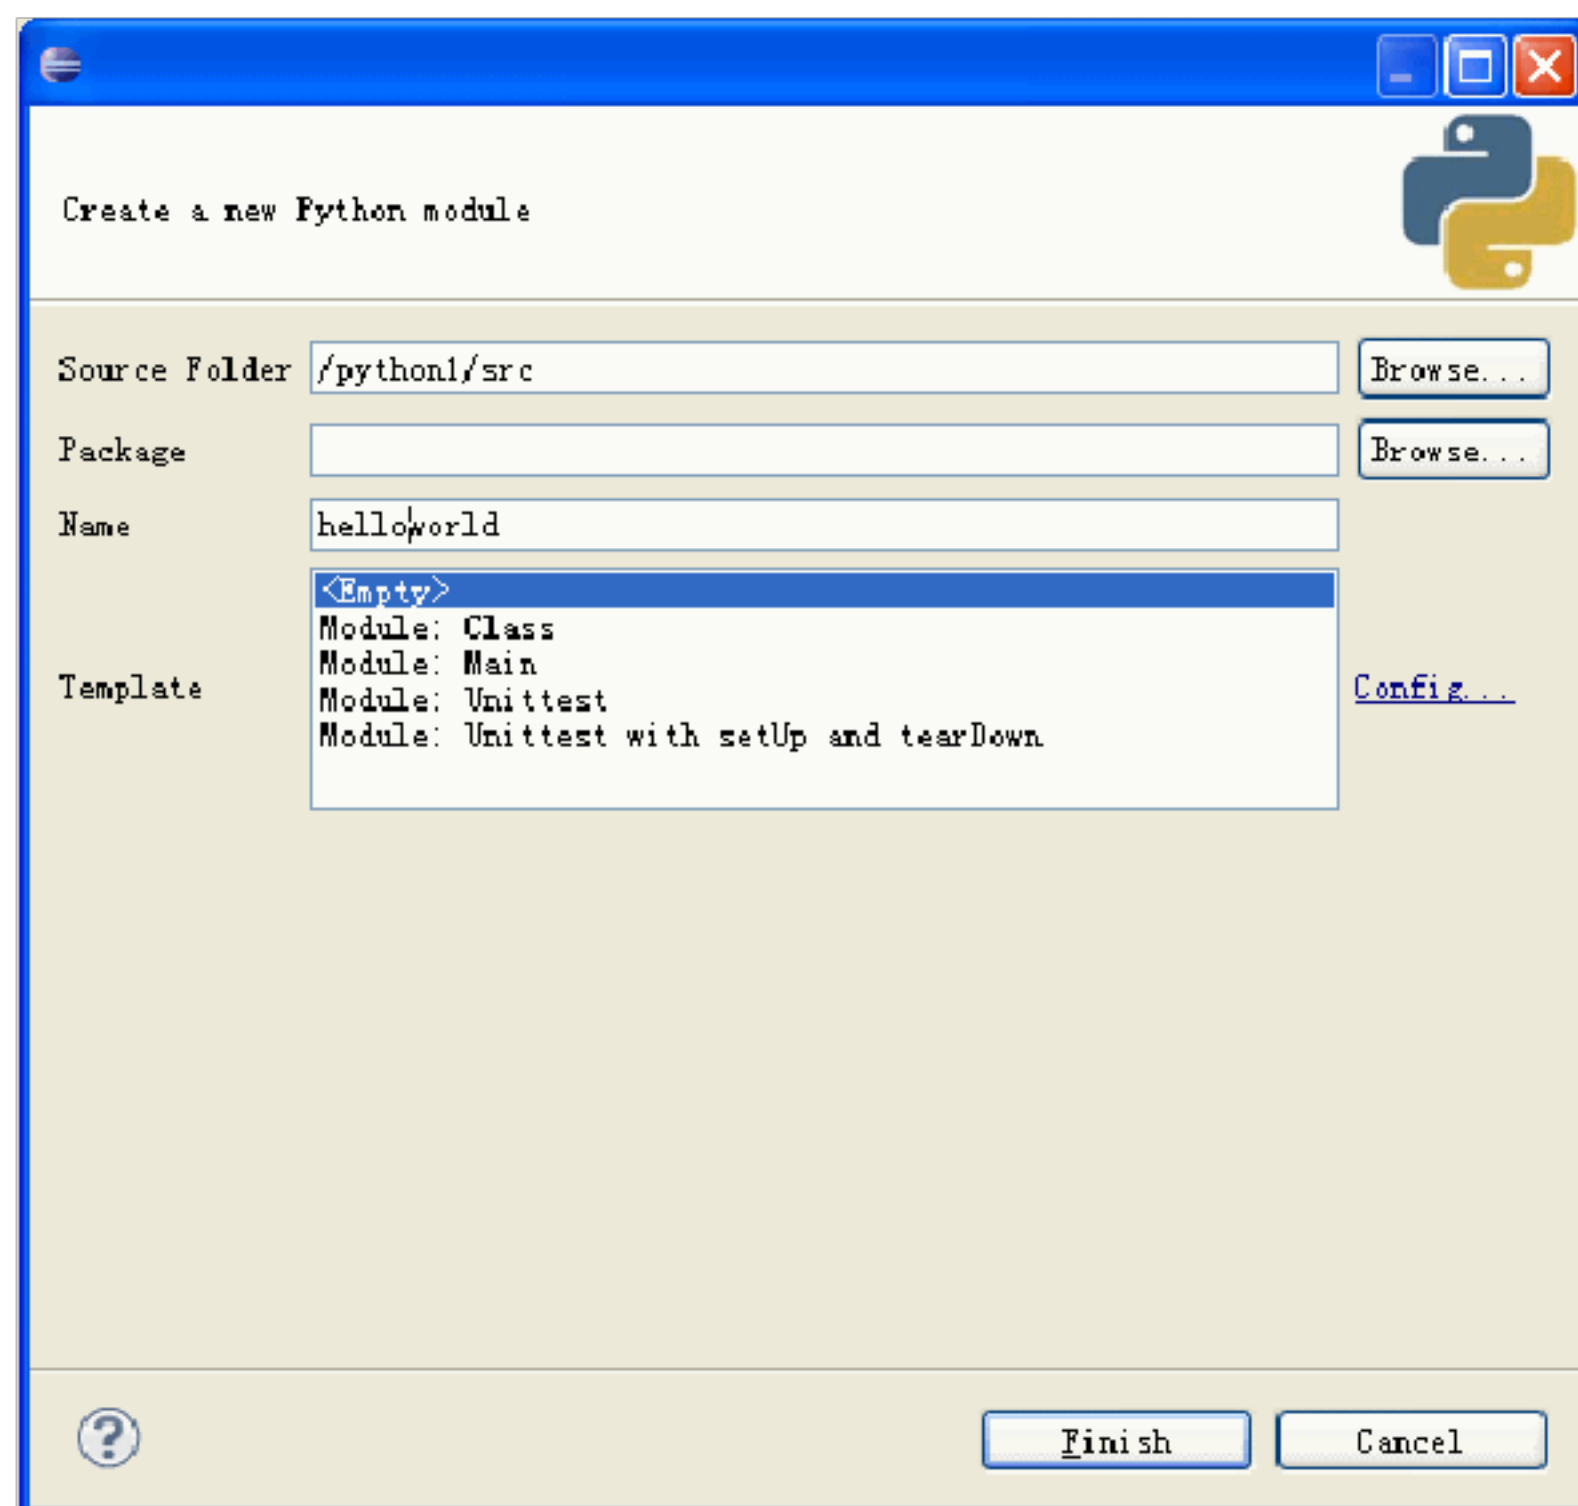 Create a new Python module
Source Folder /python1/src Browse...
Package Browse...
Name helloworld
<Empty>
Module: Class
Module: Main
Template Config...
Module: Unittest
Module: Unittest with setUp and tearDown
? Finish Cancel